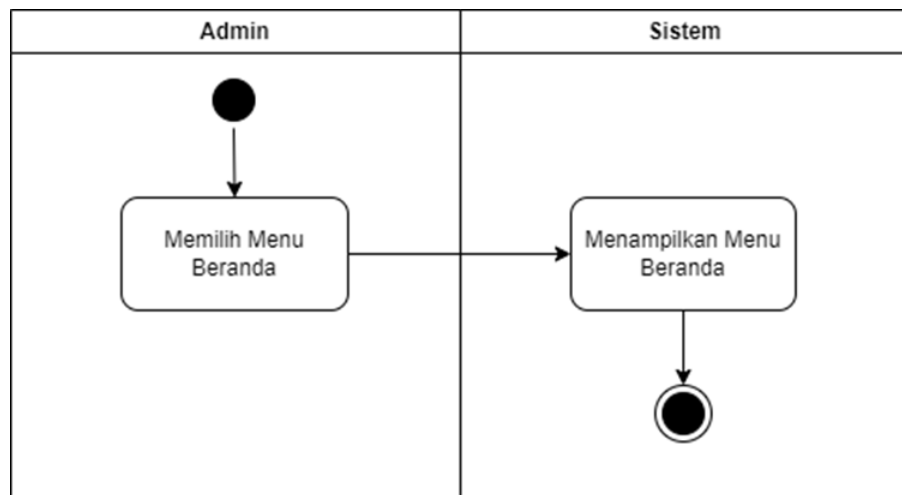 Admin
Sistem
Memilih Menu
Beranda
Menampilkan Menu
Beranda